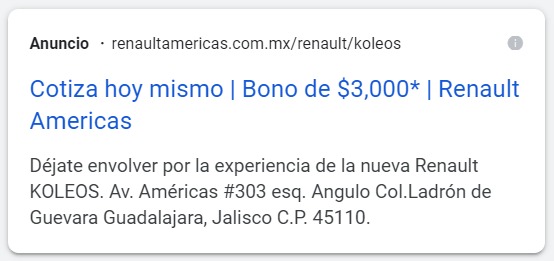 Anuncio · renaultamericas.com.mx/renault/koleos
Cotiza hoy mismo | Bono de $3,000* | Renault
Americas
Déjate envolver por la experiencia de la nueva Renault
KOLEOS. Av. Américas #303 esq. Angulo Col.Ladrón de
Guevara Guadalajara, Jalisco C.P. 45110.